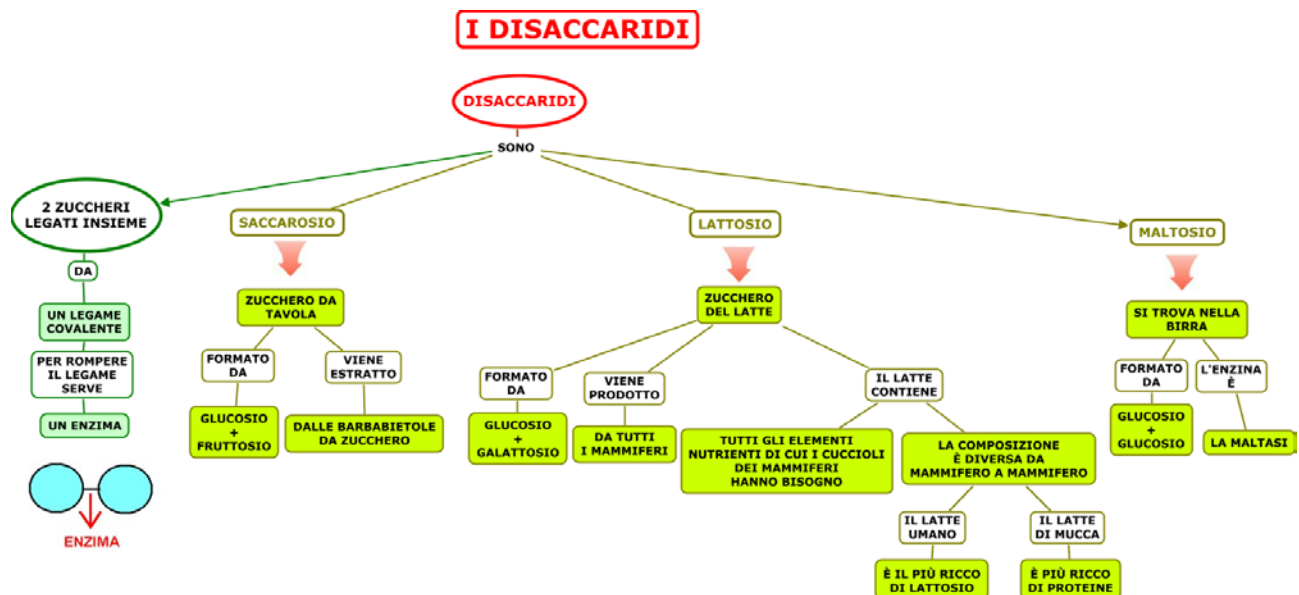 I DISACCARIDI
DISACCARIDI
SONO
2 ZUCCHERI
LEGATI INSIEME
DA
UN LEGAME
COVALENTE
PER ROMPERE
IL LEGAME
SERVE
UN ENZIMA
ENZIMA
SACCAROSIO
ZUCCHERO DA
TAVOLA
FORMATO
DA
GLUCOSIO
+
FRUTTOSIO
VIENE
ESTRATTO
DALLE BARBABIETOLE
DA ZUCCHERO
LATTOSIO
ZUCCHERO
DEL LATTE
FORMATO
DA
GLUCOSIO
+
GALATTOSIO
VIENE
PRODOTTO
DA TUTTI
I MAMMIFERI
IL LATTE
CONTIENE
TUTTI GLI ELEMENTI
NUTRIENTI DI CUI I CUCCIOLI
DEI MAMMIFERI
HANNO BISOGNO
LA COMPOSIZIONE
È DIVERSA DA
MAMMIFERO A MAMMIFERO
IL LATTE
UMANO
È IL PIÙ RICCO
DI LATTOSIO
IL LATTE
DI MUCCA
È PIÙ RICCO
DI PROTEINE
MALTOSIO
SI TROVA NELLA
BIRRA
FORMATO
DA
GLUCOSIO
+
GLUCOSIO
L'ENZINA
È
LA MALTASI